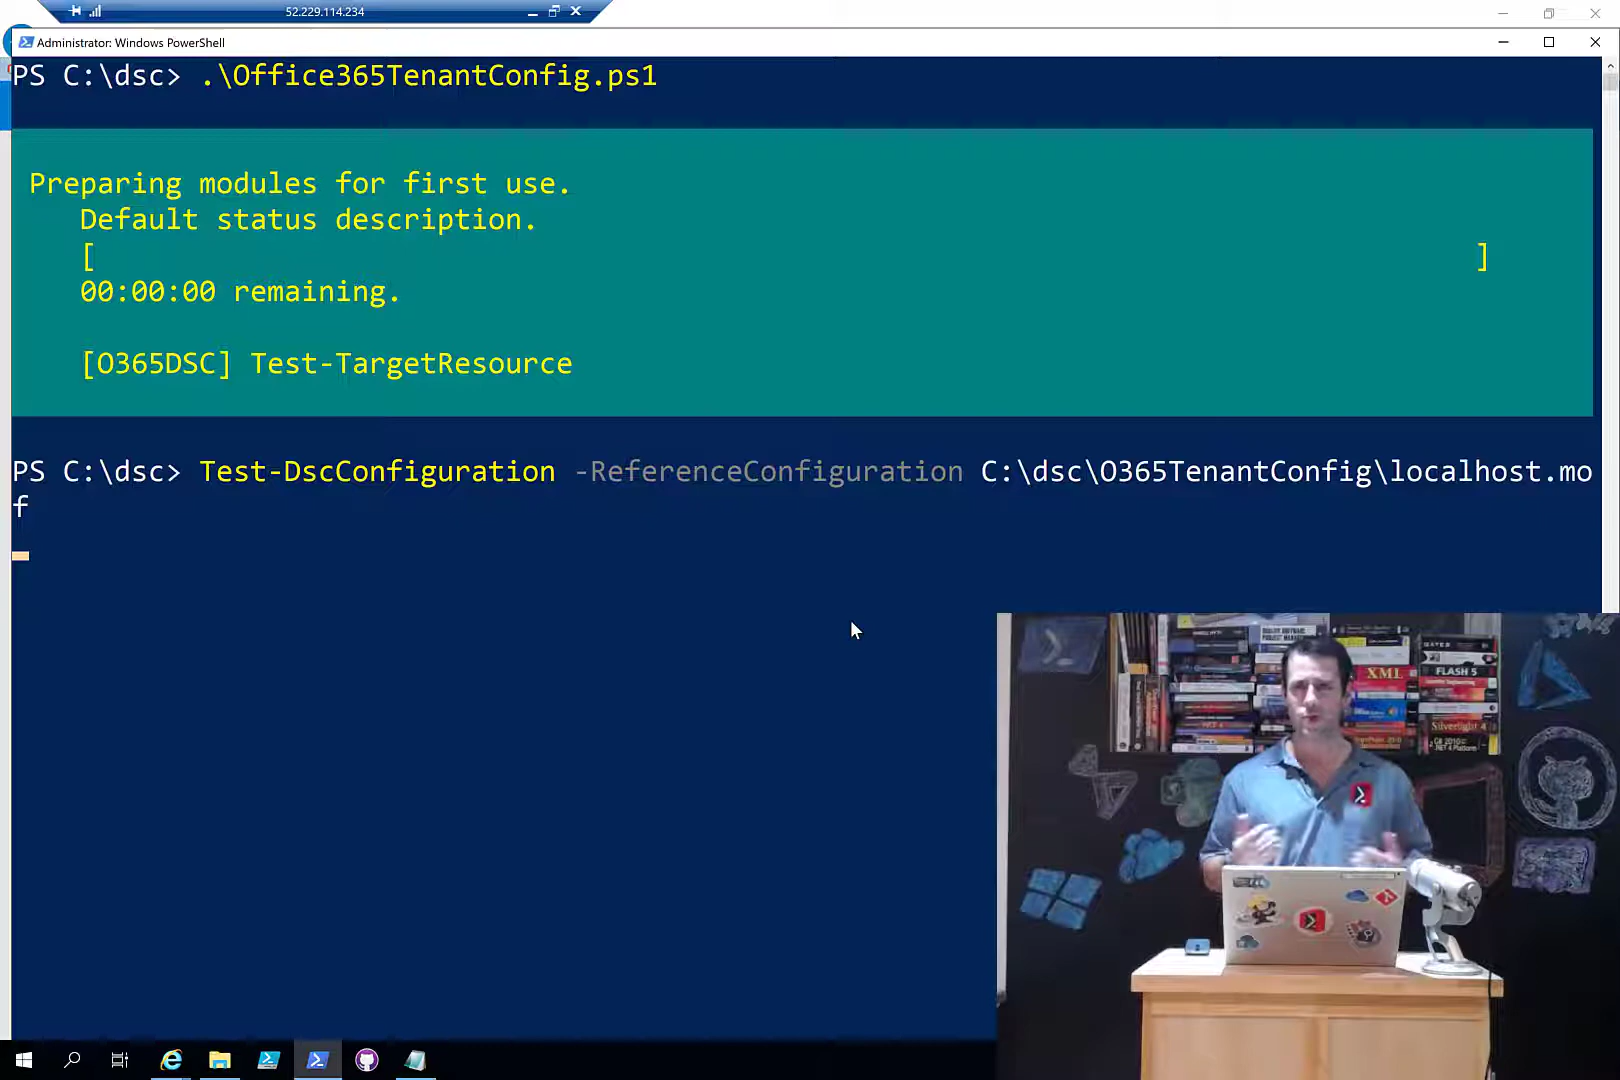 52.229.114.234
Administrator: Windows PowerShell
PS C:\dsc> .\Office365TenantConfig.ps1
Preparing modules for first use.
Default status description.
[ ]
00:00:00 remaining.
[O365DSC] Test-TargetResource
PS C:\dsc> Test-DscConfiguration -ReferenceConfiguration C:\dsc\O365TenantConfig\localhost.mo
f
XML
FLASH 5
Silverlight 4